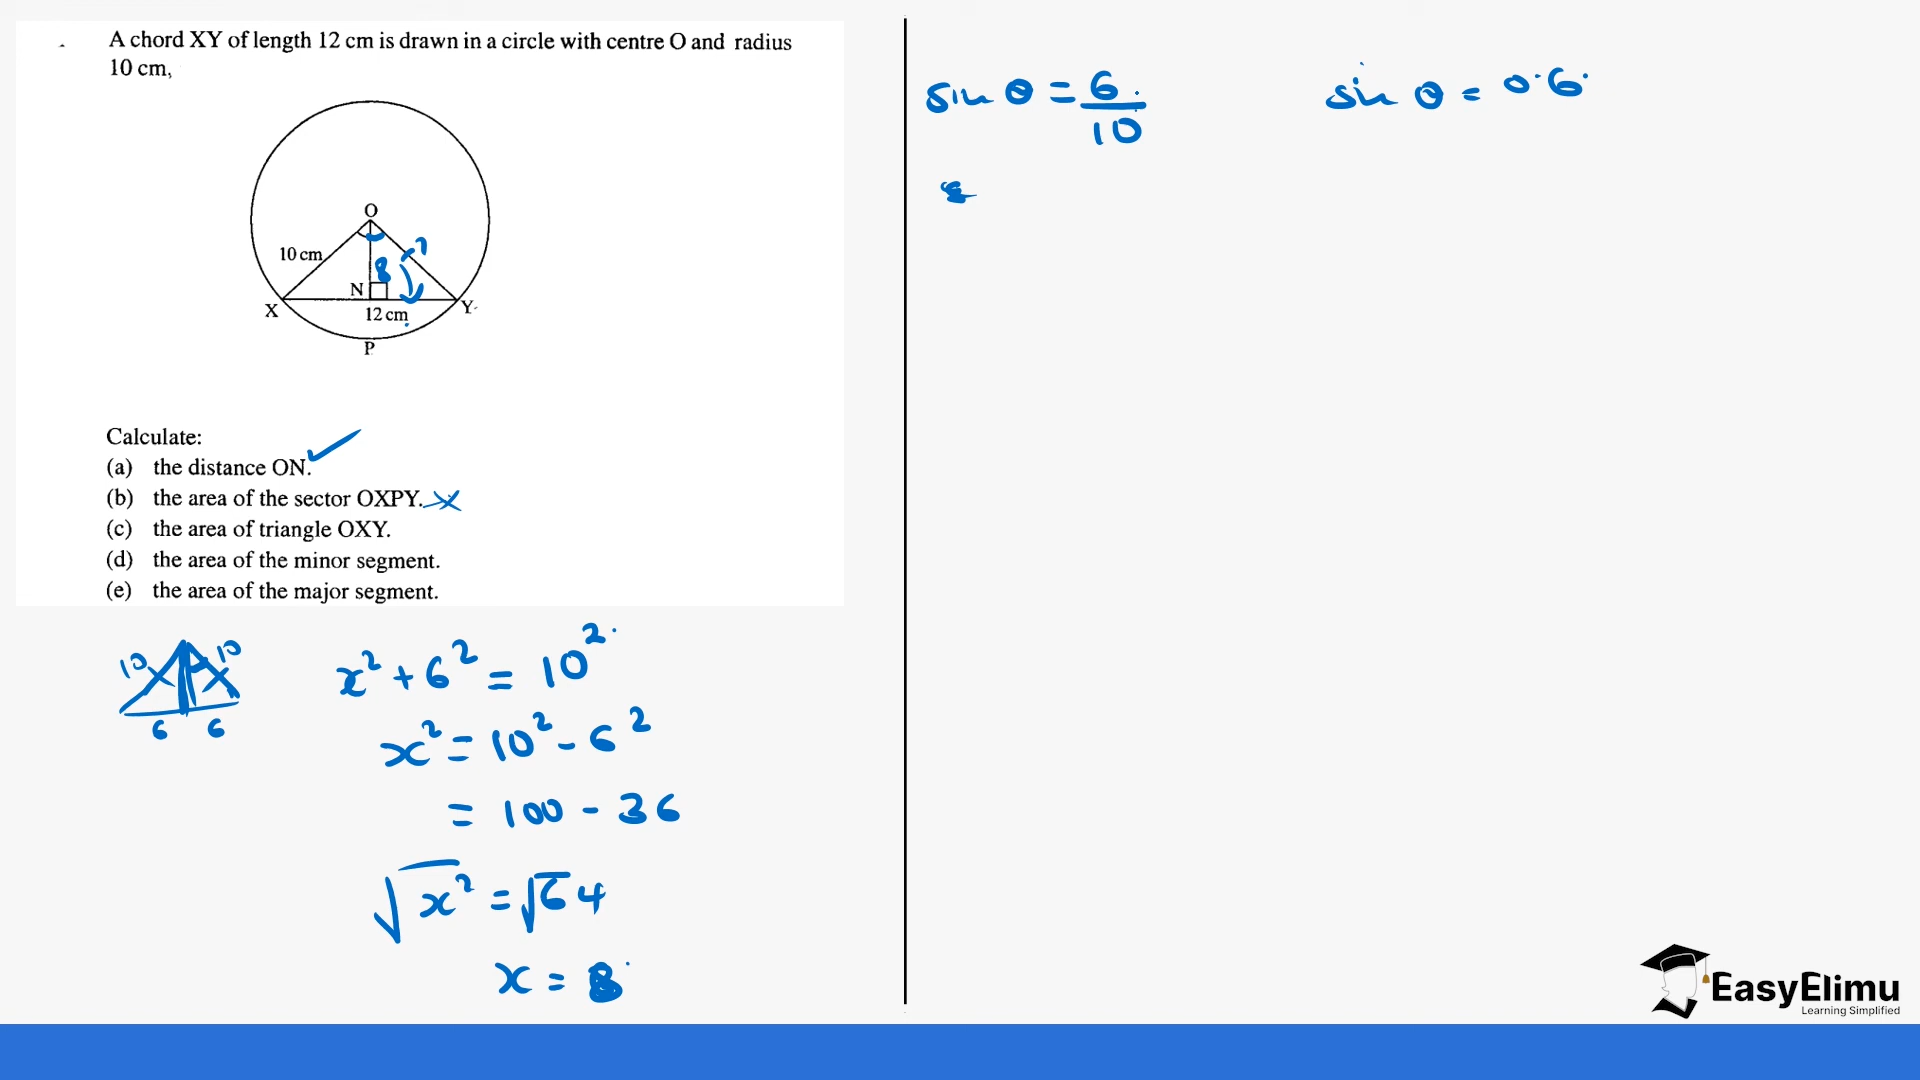 A chord XY of length 12 cm is drawn in a circle with centre O and radius
10 cm,
O
10 cm
?
8
N
X
12 cm
Y
P
Calculate:
(a) the distance ON.
(b) the area of the sector OXPY.
(c) the area of triangle OXY.
(d) the area of the minor segment.
(e) the area of the major segment.
10 10
6 6
x² + 6² = 10²
x² = 10² - 6²
= 100 - 36
√x² = √64
x = 8
sin θ = 6/10
sin θ = 0.6
EasyElimu
Learning Simplified